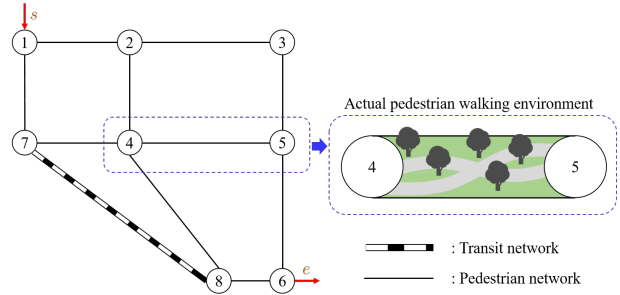 s
1
2
3
Actual pedestrian walking environment
7
4
5
4
5
: Transit network
8
6
e
: Pedestrian network